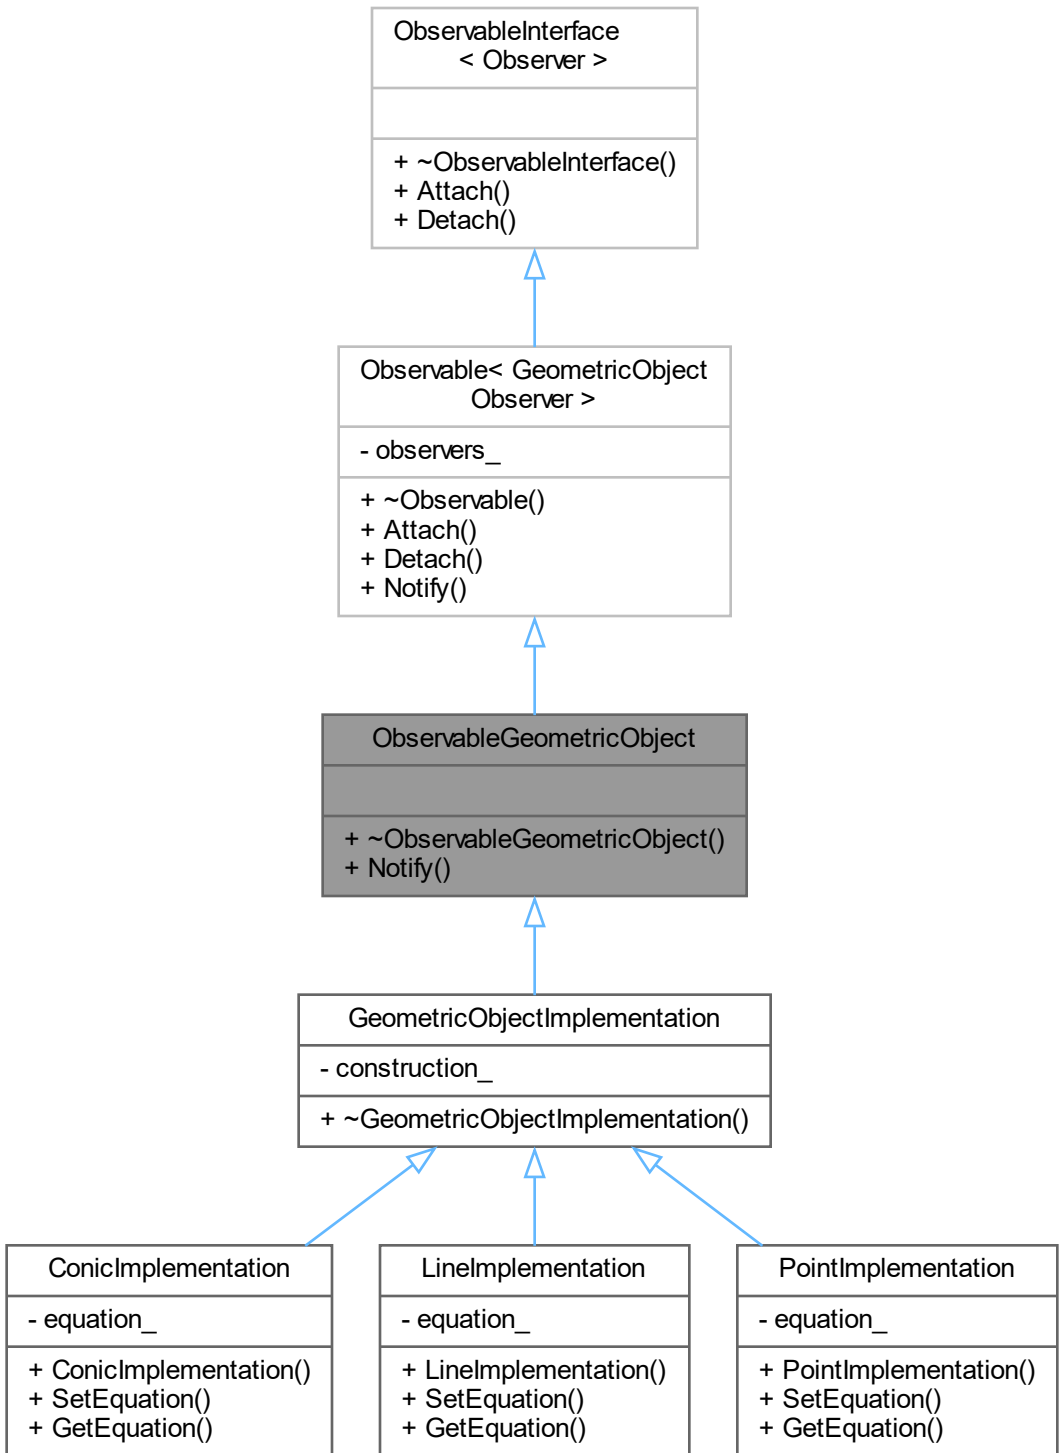 ObservableInterface
< Observer >
+ ~ObservableInterface()
+ Attach()
+ Detach()
Observable< GeometricObject
Observer >
- observers_
+ ~Observable()
+ Attach()
+ Detach()
+ Notify()
ObservableGeometricObject
+ ~ObservableGeometricObject()
+ Notify()
GeometricObjectImplementation
- construction_
+ ~GeometricObjectImplementation()
ConicImplementation
- equation_
+ ConicImplementation()
+ SetEquation()
+ GetEquation()
LineImplementation
- equation_
+ LineImplementation()
+ SetEquation()
+ GetEquation()
PointImplementation
- equation_
+ PointImplementation()
+ SetEquation()
+ GetEquation()